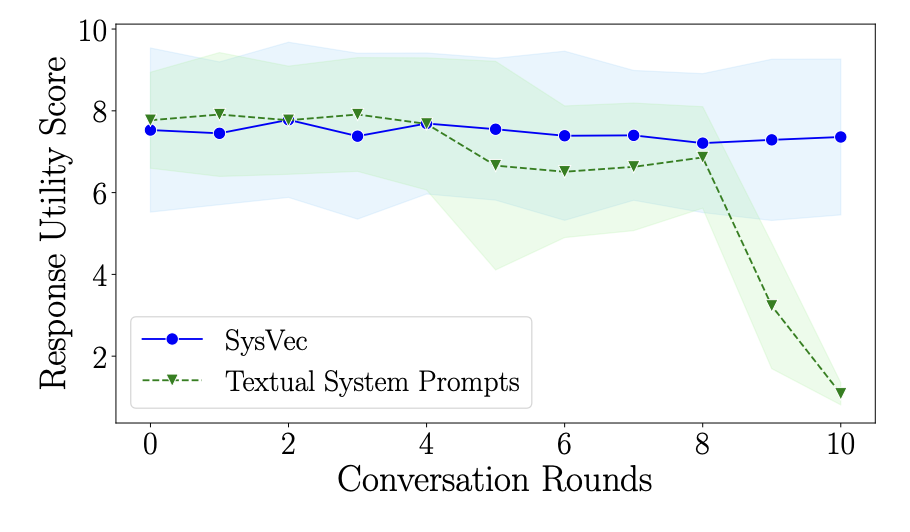 Response Utility Score
10
8
6
4
2
SysVec
Textual System Prompts
0 2 4 6 8 10
Conversation Rounds